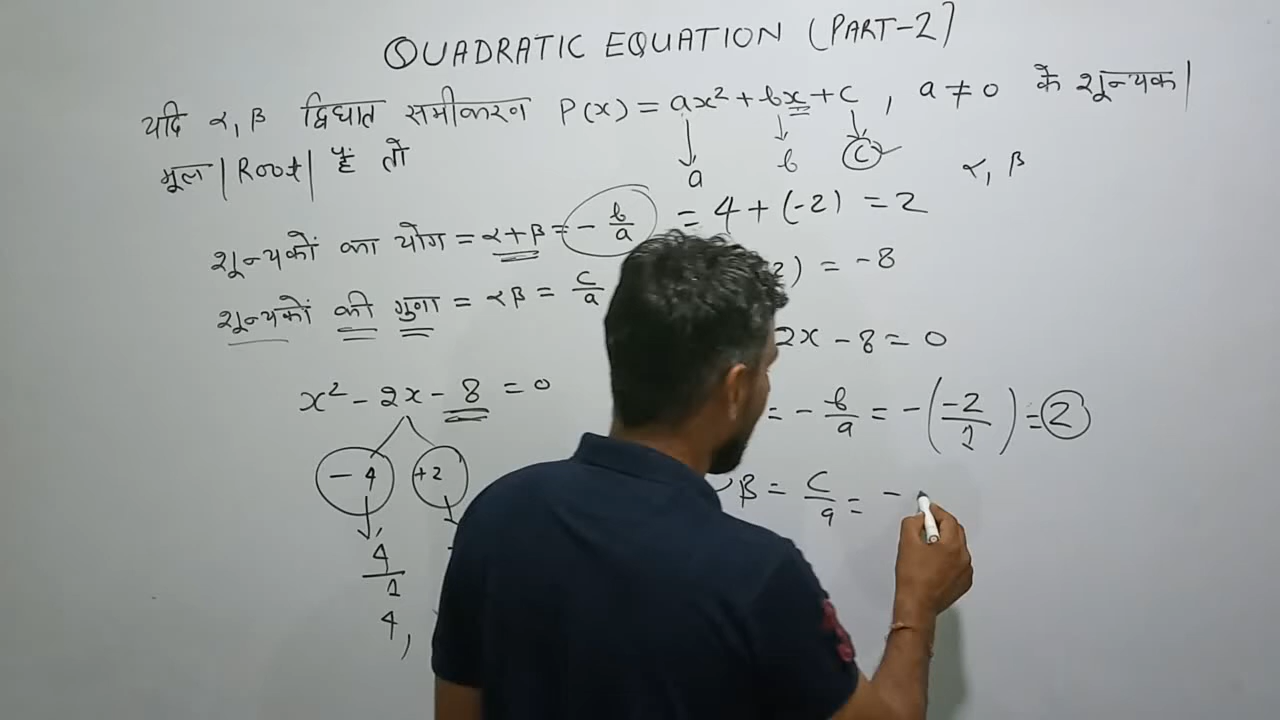 QUADRATIC EQUATION (PART-2)
यदि α, β द्विघात समीकरण P(x) = ax² + bx + c , a ≠ 0 के शून्यक|
मूल |Root| हैं तो
a b c
α, β
शून्यकों का योग = α+β = - b/a = 4 + (-2) = 2
शून्यकों की गुना = αβ = c/a 2) = -8
2x - 8 = 0
x² - 2x - 8 = 0
= - b/a = -(-2/1) = 2
- 4 +2
β = c/a = -
4/1
4,